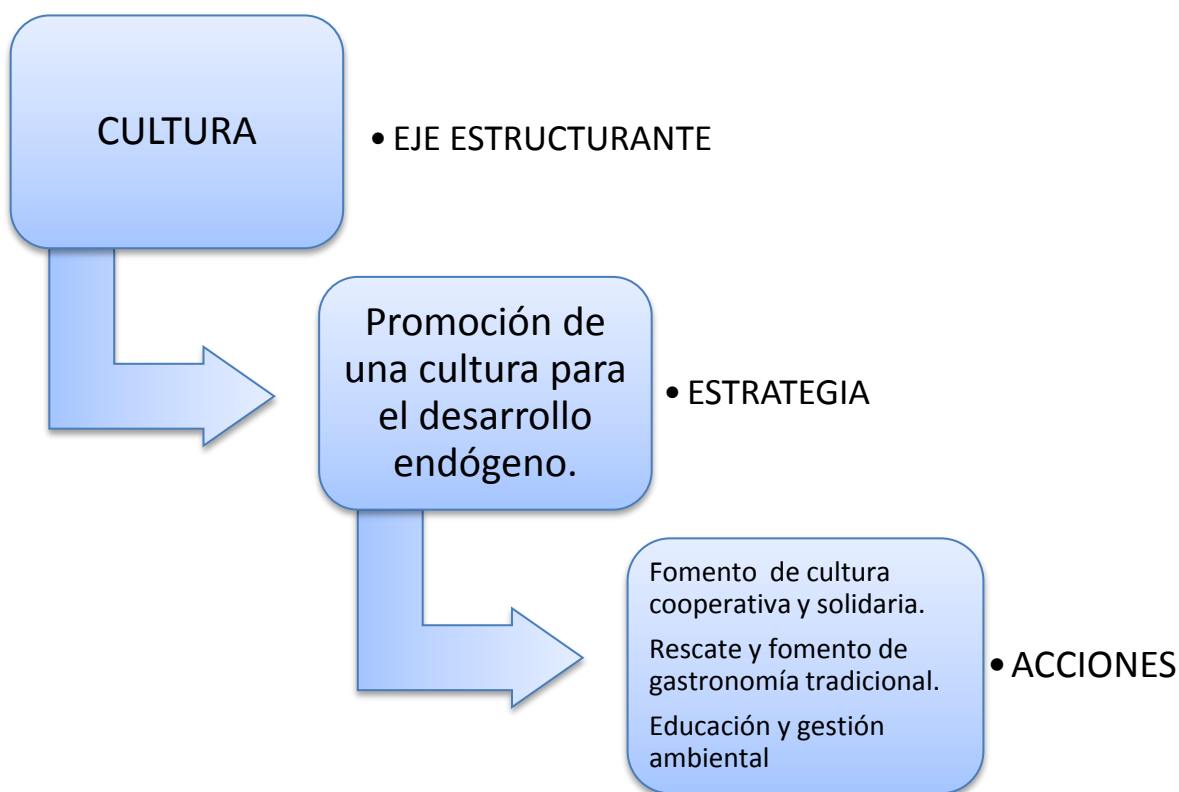 CULTURA
• EJE ESTRUCTURANTE
Promoción de
una cultura para
el desarrollo
endógeno.
• ESTRATEGIA
Fomento de cultura
cooperativa y solidaria.
Rescate y fomento de
gastronomía tradicional.
Educación y gestión
ambiental
• ACCIONES